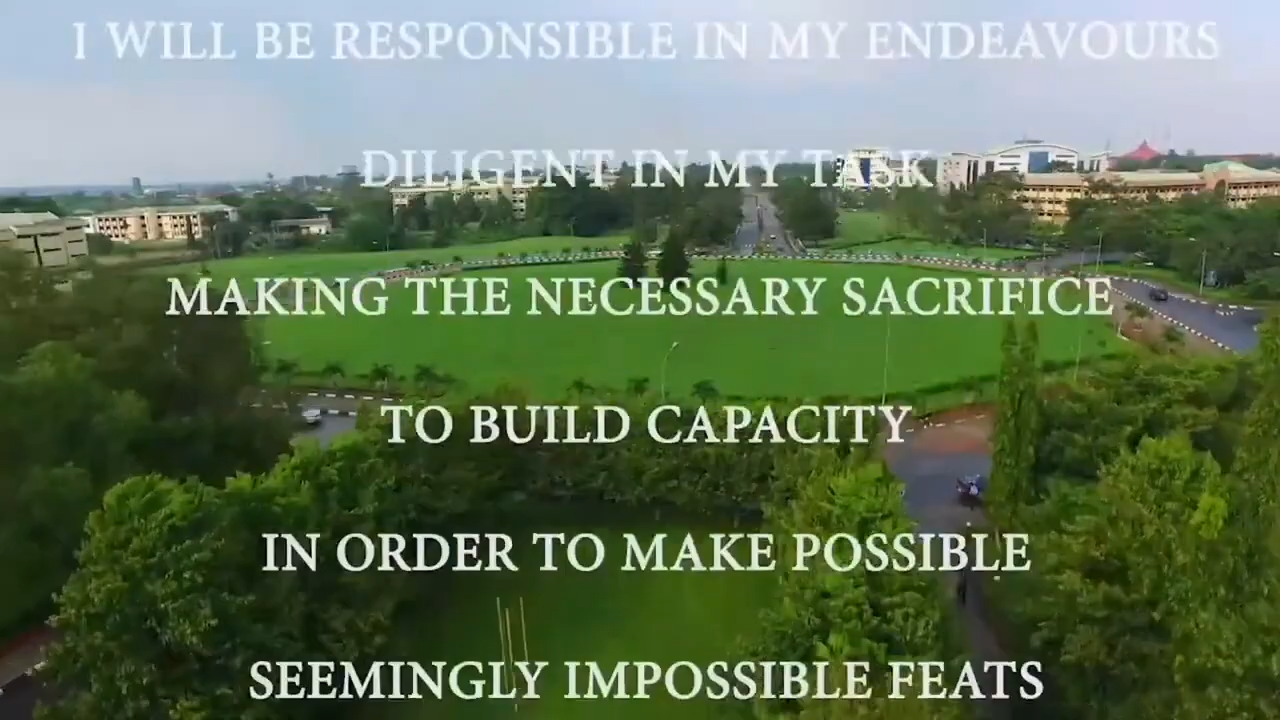 I WILL BE RESPONSIBLE IN MY ENDEAVOURS
DILIGENT IN MY TASK
MAKING THE NECESSARY SACRIFICE
TO BUILD CAPACITY
IN ORDER TO MAKE POSSIBLE
SEEMINGLY IMPOSSIBLE FEATS